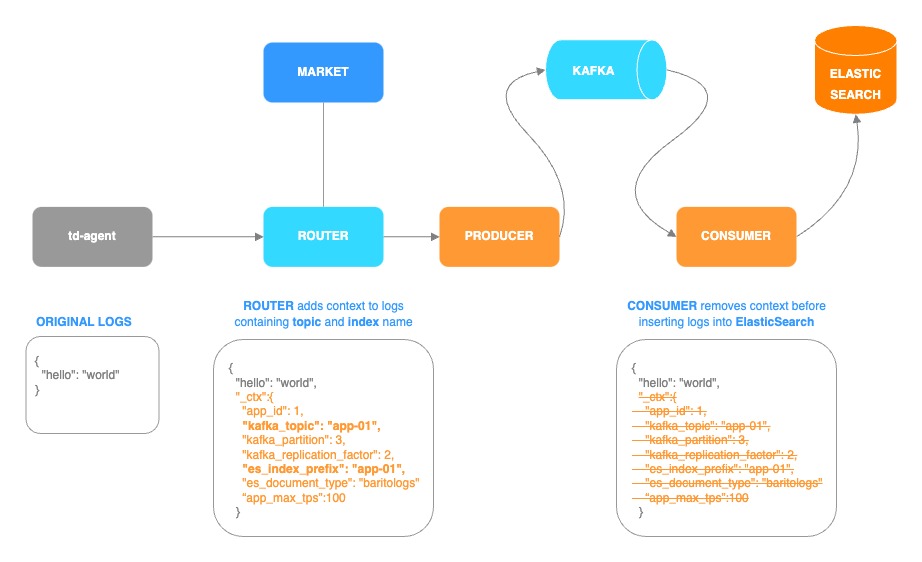 MARKET
KAFKA
ELASTIC
SEARCH
td-agent
ROUTER
PRODUCER
CONSUMER
ORIGINAL LOGS
{
"hello": "world"
}
ROUTER adds context to logs
containing topic and index name
{
"hello": "world",
"_ctx":{
"app_id": 1,
"kafka_topic": "app-01",
"kafka_partition": 3,
"kafka_replication_factor": 2,
"es_index_prefix": "app-01",
"es_document_type": "baritologs"
"app_max_tps":100
}
CONSUMER removes context before
inserting logs into ElasticSearch
{
"hello": "world",
"_ctx":{
"app_id": 1,
"kafka_topic": "app-01",
"kafka_partition": 3,
"kafka_replication_factor": 2,
"es_index_prefix": "app-01",
"es_document_type": "baritologs"
"app_max_tps":100
}